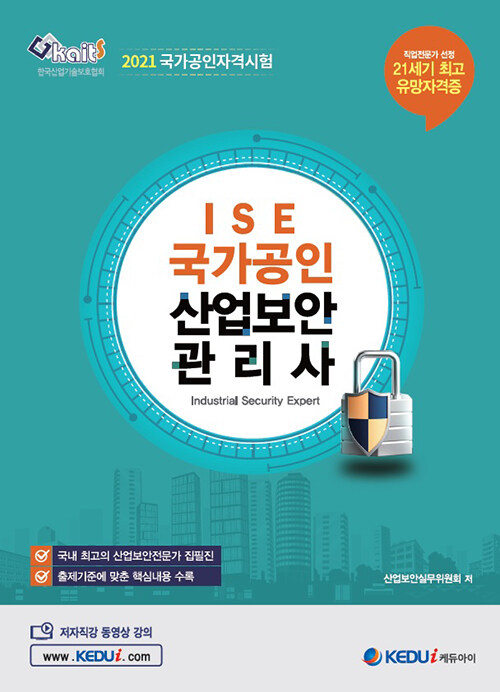 kaits
한국산업기술보호협회
2021 국가공인자격시험
직업전문가 선정
21세기 최고
유망자격증
ISE
국가공인
산업보안
관리사
Industrial Security Expert
국내 최고의 산업보안전문가 집필진
출제기준에 맞춘 핵심내용 수록
산업보안실무위원회 저
저자직강 동영상 강의
www.KEDUi.com
KEDUi 케듀아이